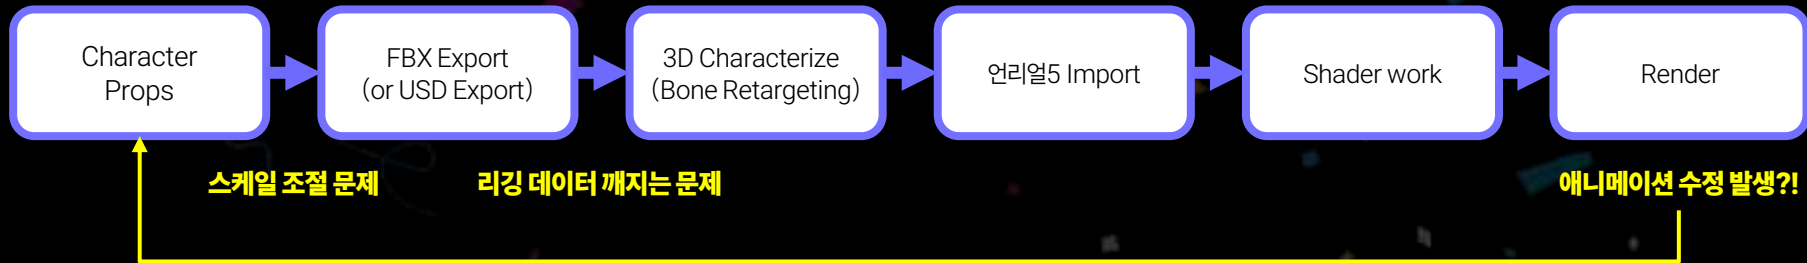 Character
Props
FBX Export
(or USD Export)
3D Characterize
(Bone Retargeting)
언리얼5 Import
Shader work
Render
스케일 조절 문제
리깅 데이터 깨지는 문제
애니메이션 수정 발생?!